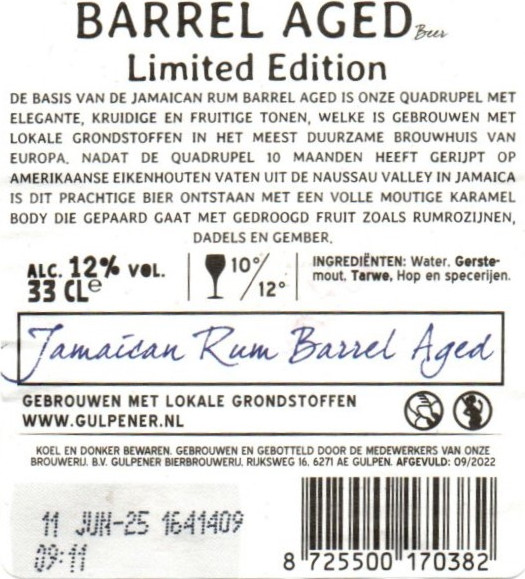 BARREL AGED Beer
Limited Edition
DE BASIS VAN DE JAMAICAN RUM BARREL AGED IS ONZE QUADRUPEL MET
ELEGANTE, KRUIDIGE EN FRUITIGE TONEN, WELKE IS GEBROUWEN MET
LOKALE GRONDSTOFFEN IN HET MEEST DUURZAME BROUWHUIS VAN
EUROPA. NADAT DE QUADRUPEL 10 MAANDEN HEEFT GERIJPT OP
AMERIKAANSE EIKENHOUTEN VATEN UIT DE NAUSSAU VALLEY IN JAMAICA
IS DIT PRACHTIGE BIER ONTSTAAN MET EEN VOLLE MOUTIGE KARAMEL
BODY DIE GEPAARD GAAT MET GEDROOGD FRUIT ZOALS RUMROZIJNEN,
DADELS EN GEMBER.
ALC. 12% VOL.
33 CL e
10°/12°
INGREDIËNTEN: Water, Gerste-
mout, Tarwe, Hop en specerijen.
Jamaican Rum Barrel Aged
GEBROUWEN MET LOKALE GRONDSTOFFEN
WWW.GULPENER.NL
KOEL EN DONKER BEWAREN. GEBROUWEN EN GEBOTTELD DOOR DE MEDEWERKERS VAN ONZE
BROUWERIJ. B.V. GULPENER BIERBROUWERIJ, RIJKSWEG 16, 6271 AE GULPEN. AFGEVULD: 09/2022
11 JUN-25 1641409
09:11
8 725500 170382